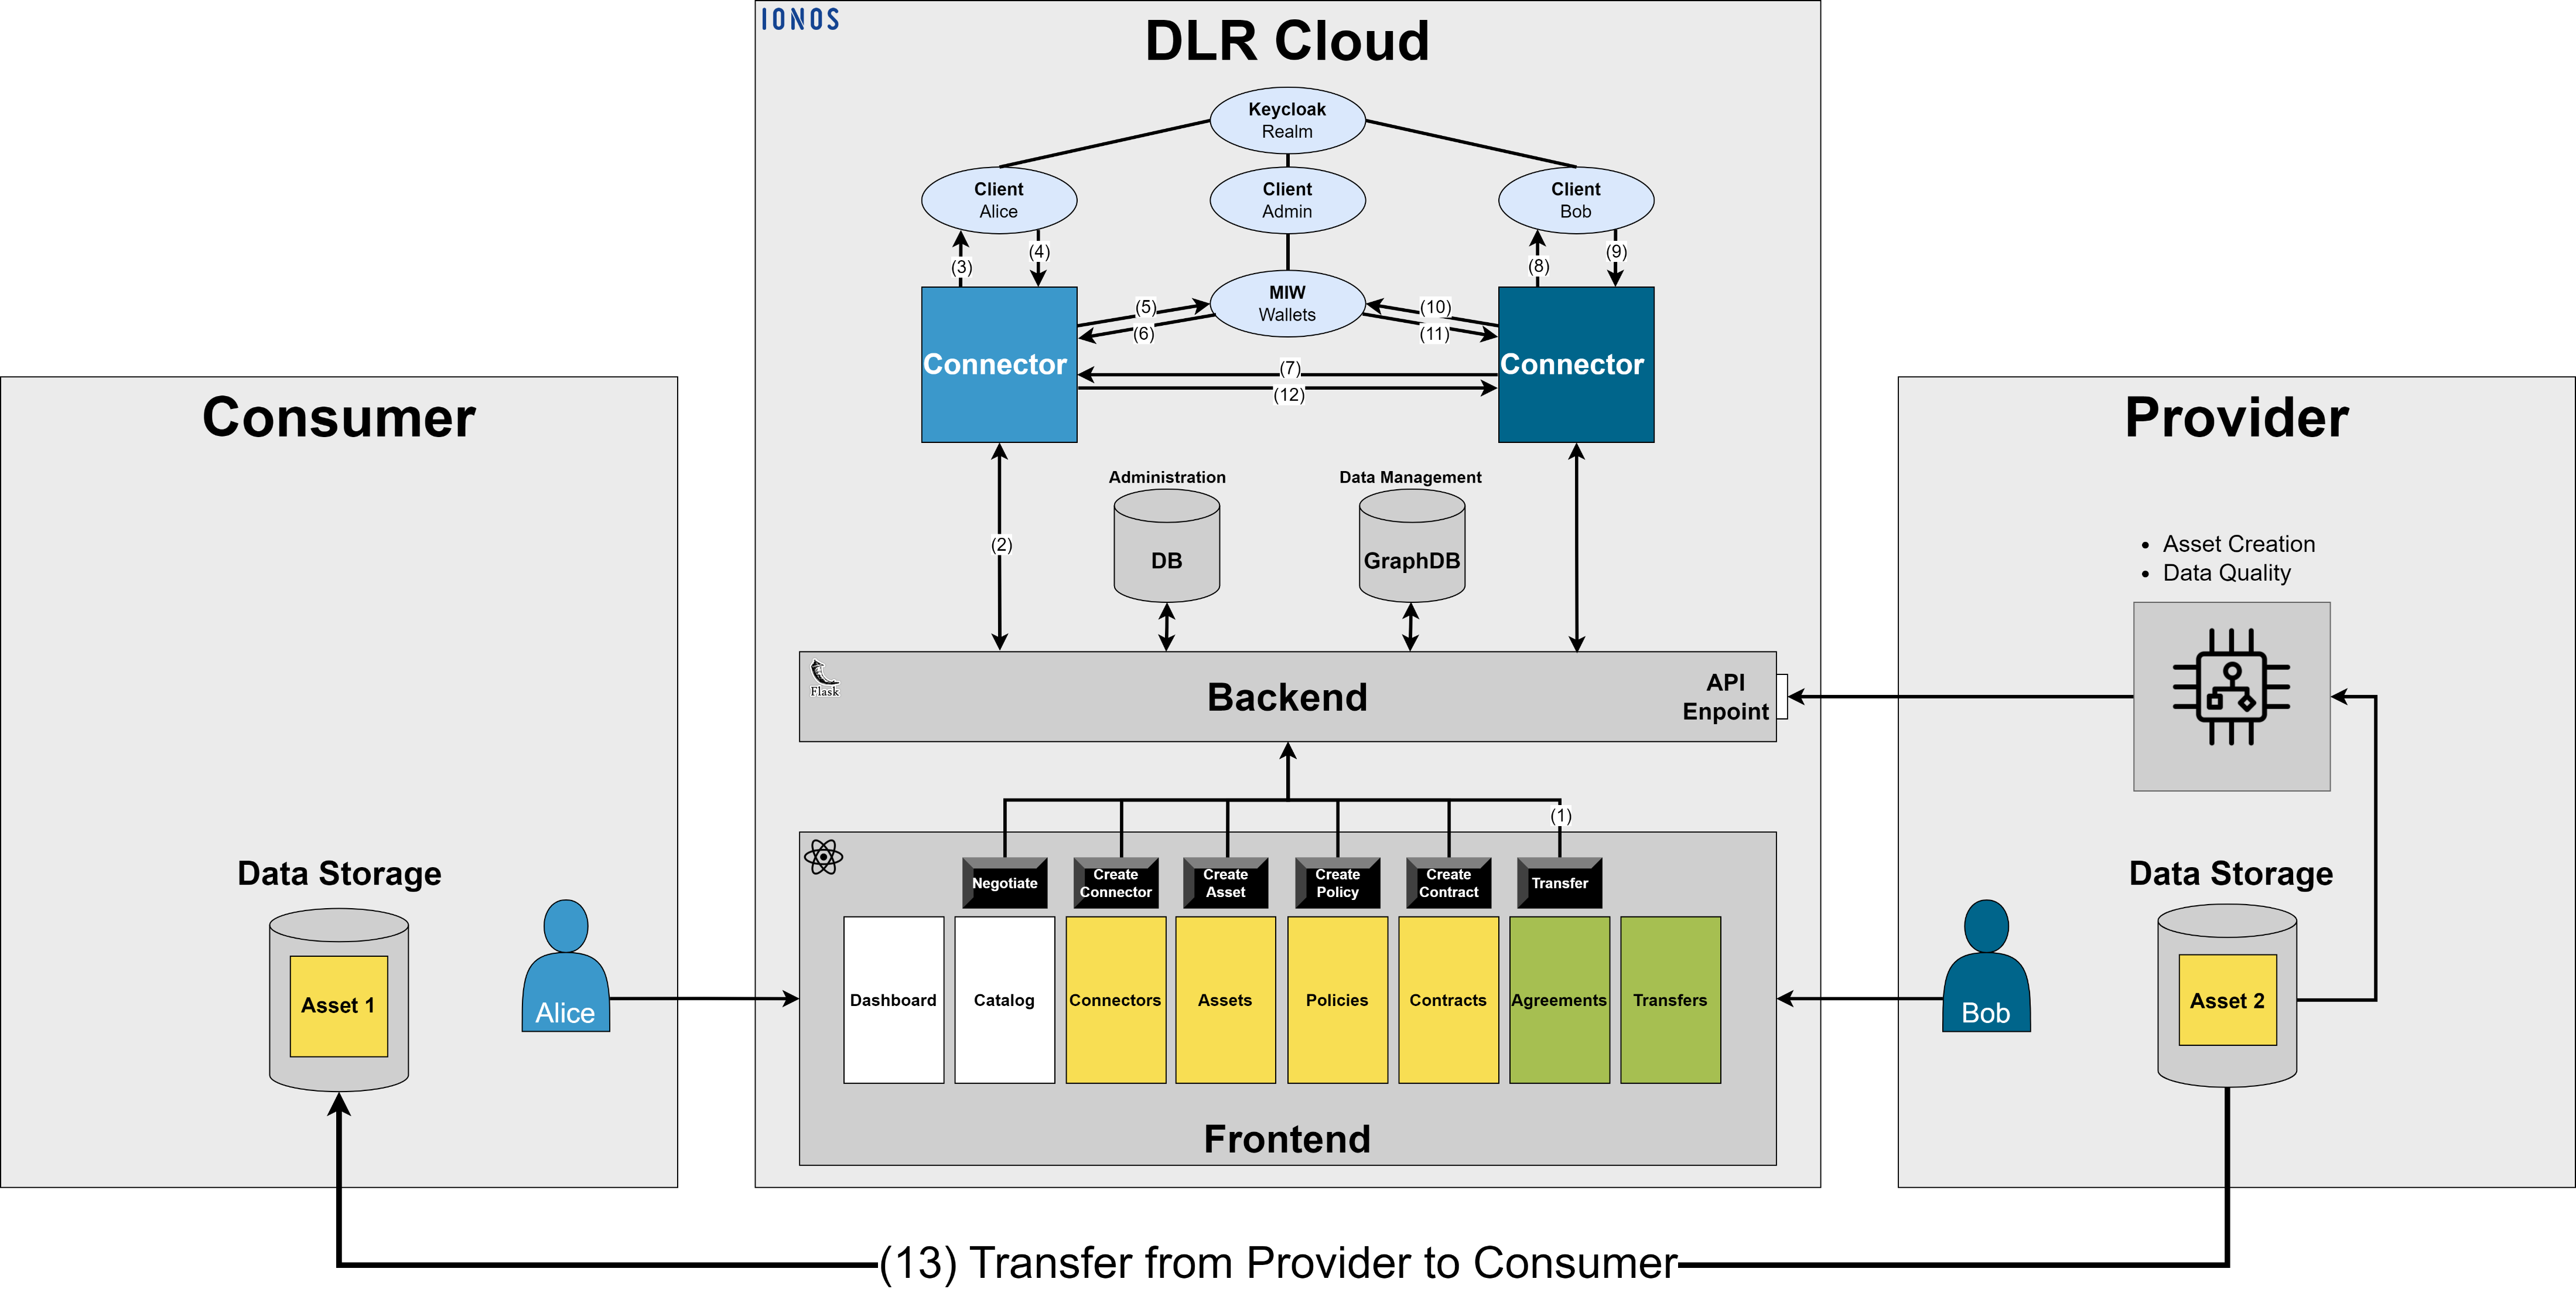 IONOS
DLR Cloud
Keycloak
Realm
Client
Alice
Client
Admin
Client
Bob
(3)
(4)
(8)
(9)
MIW
Wallets
(5)
(6)
(10)
(11)
Connector
Connector
(7)
(12)
Consumer
Provider
Administration
Data Management
(2)
DB
GraphDB
• Asset Creation
• Data Quality
Flask
Backend
API
Enpoint
(1)
Negotiate
Create
Connector
Create
Asset
Create
Policy
Create
Contract
Transfer
Data Storage
Data Storage
Asset 1
Alice
Dashboard
Catalog
Connectors
Assets
Policies
Contracts
Agreements
Transfers
Bob
Asset 2
Frontend
(13) Transfer from Provider to Consumer